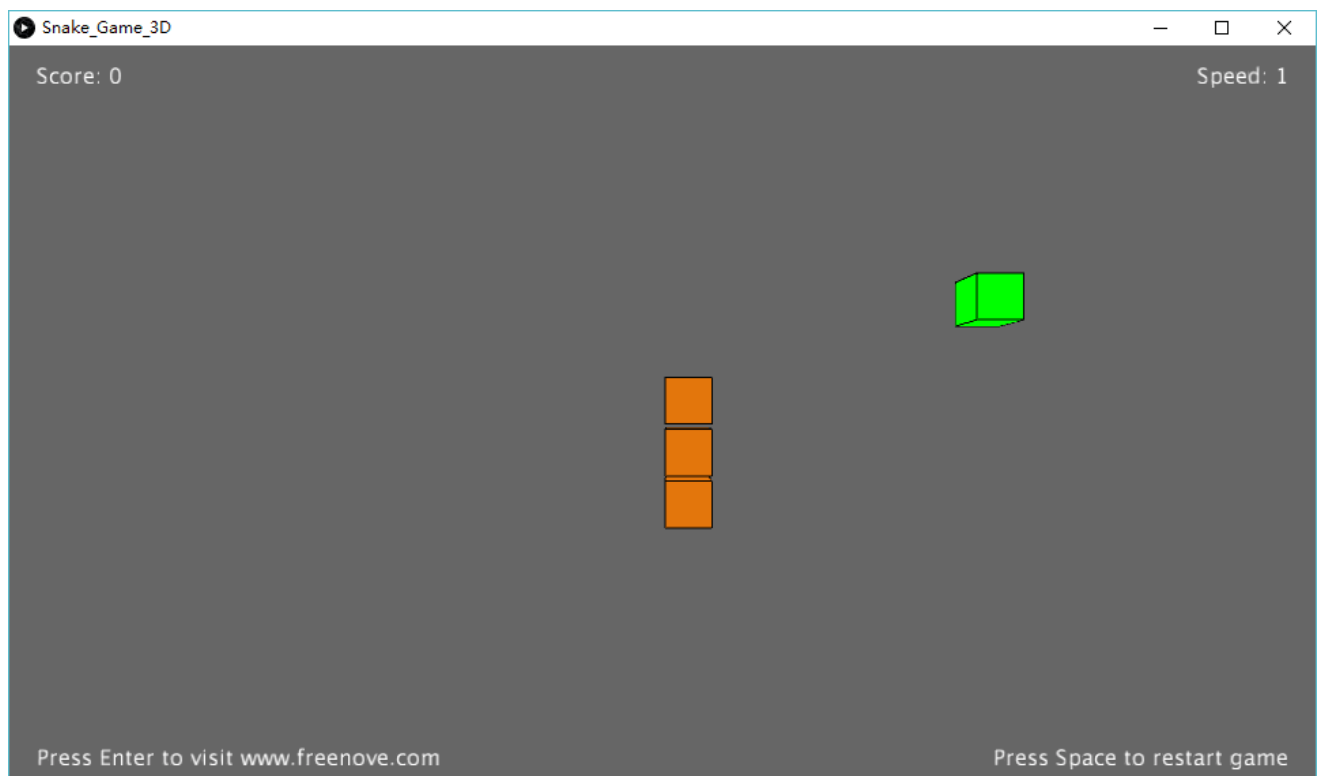 Snake_Game_3D
Score: 0
Speed: 1
Press Enter to visit www.freenove.com
Press Space to restart game